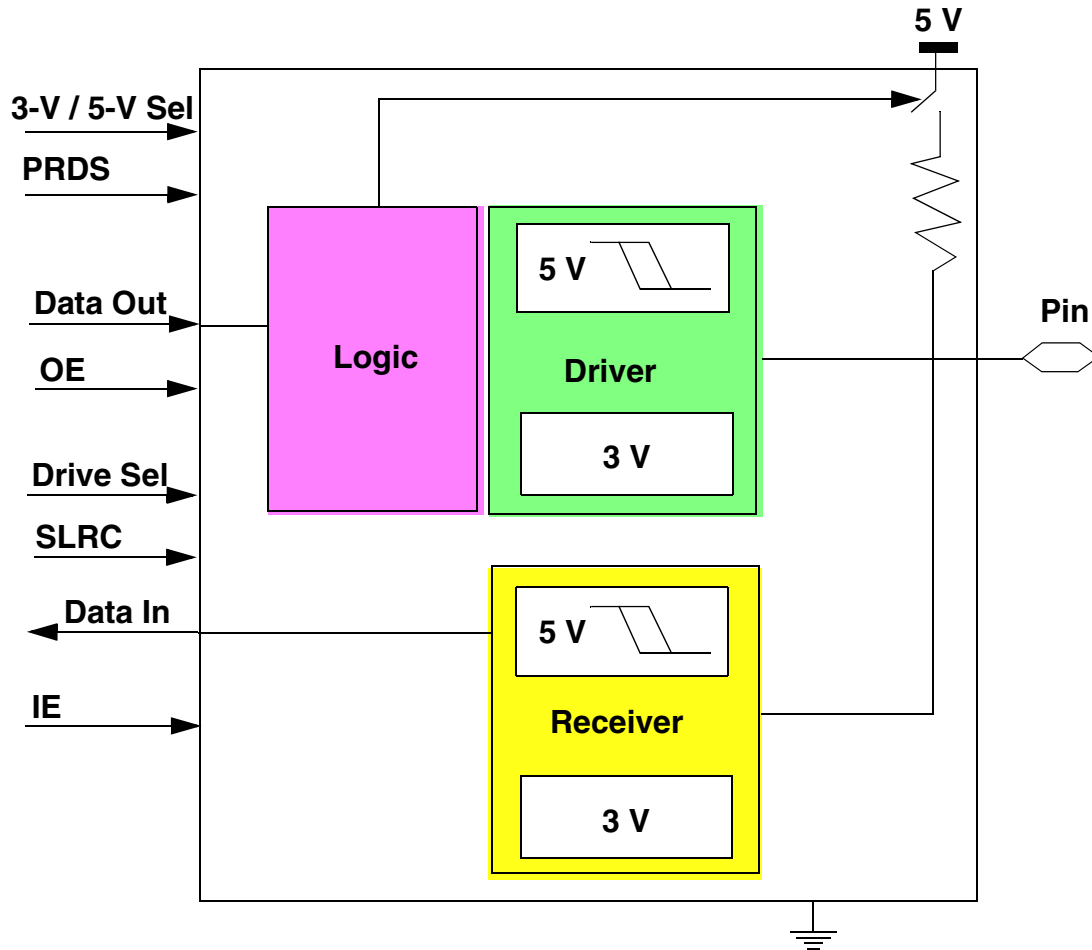 5 V
3-V / 5-V Sel
PRDS
5 V
Data Out
Pin
Logic
Driver
OE
3 V
Drive Sel
SLRC
Data In
5 V
IE
Receiver
3 V